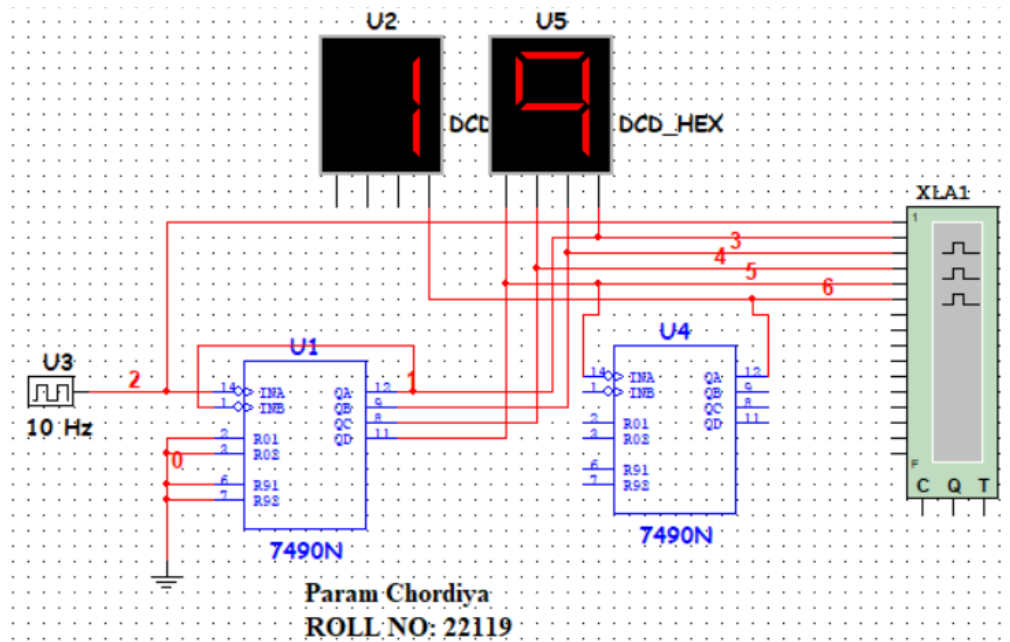 U2 U5
1 9
DCD DCD_HEX
XLA1
1
3
4
5
6
U1 U4
U3
2 1
10 Hz
14 INA QA 12
1 INB QB 9
QC 8
QD 11
2 R01
3 R02
0
6 R91
7 R92
7490N
14 INA QA 12
1 INB QB 9
QC 8
QD 11
2 R01
3 R02
6 R91
7 R92
7490N
F
C Q T
Param Chordiya
ROLL NO: 22119